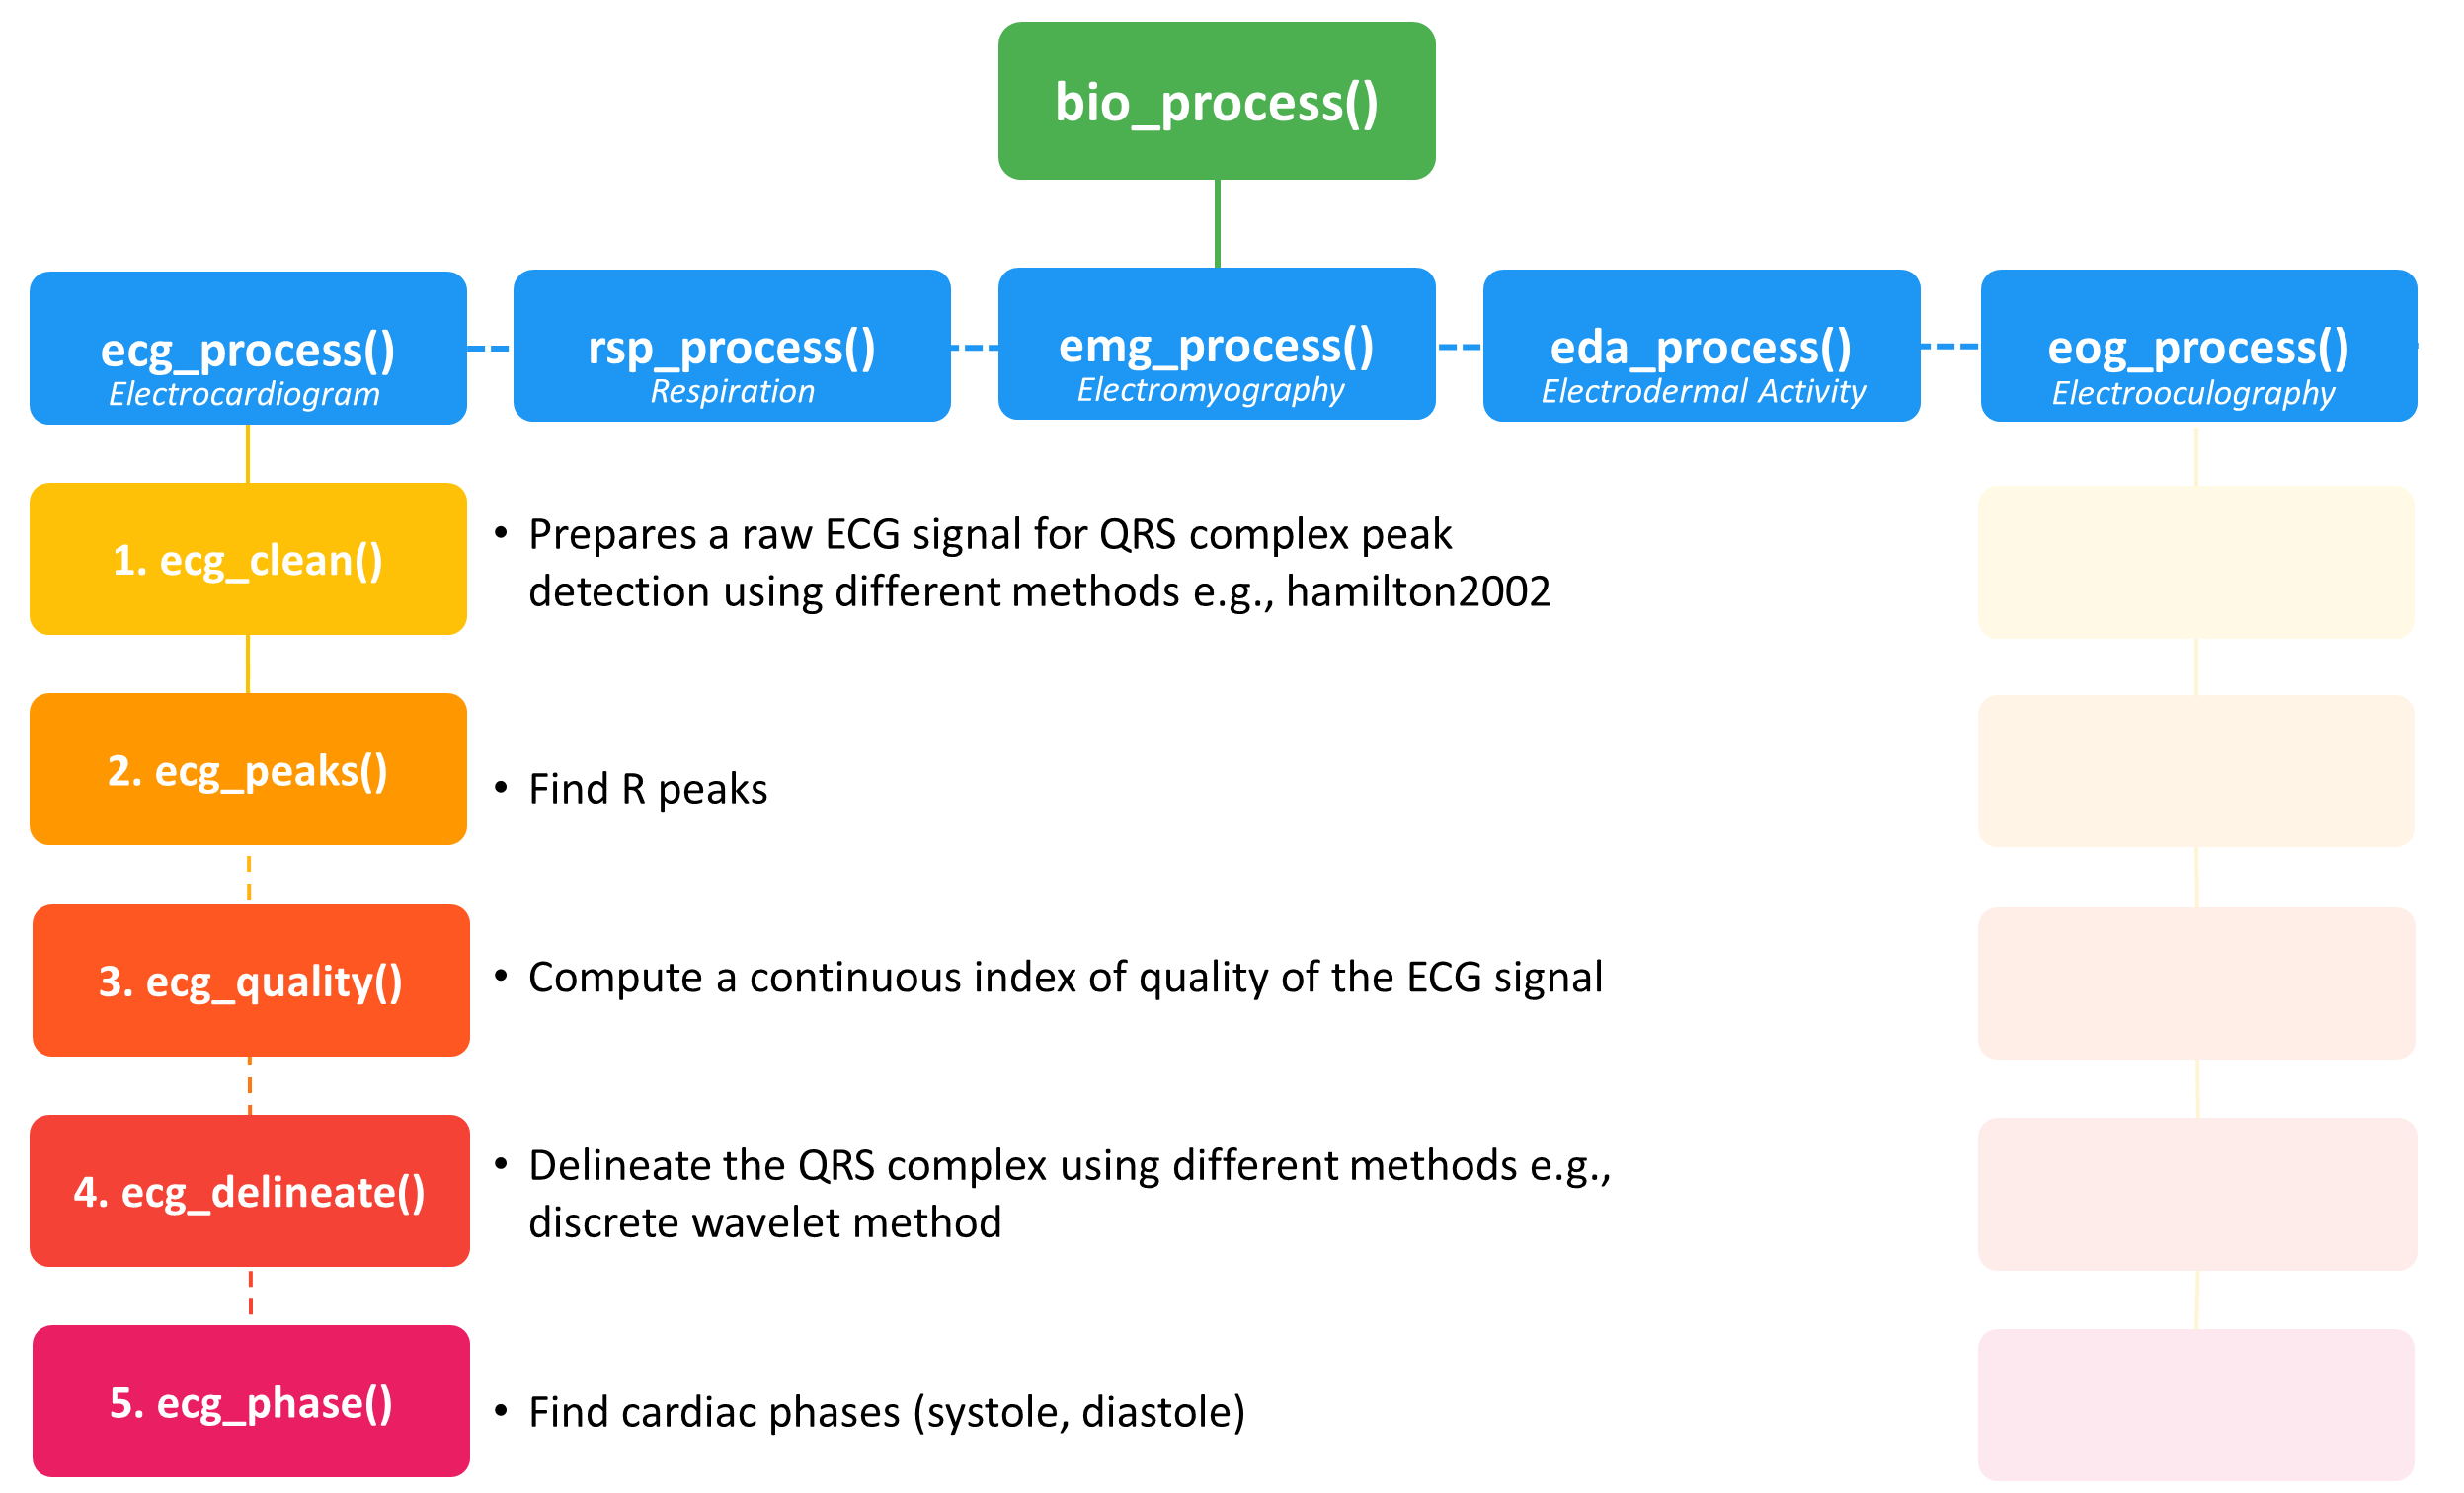 bio_process()
ecg_process()
Electrocardiogram
rsp_process()
Respiration
emg_process()
Electromyography
eda_process()
Electrodermal Activity
eog_process()
Electrooculography
1. ecg_clean()
• Prepares a raw ECG signal for QRS complex peak
detection using different methods e.g., hamilton2002
2. ecg_peaks()
• Find R peaks
3. ecg_quality()
• Compute a continuous index of quality of the ECG signal
4. ecg_delineate()
• Delineate the QRS complex using different methods e.g.,
discrete wavelet method
5. ecg_phase()
• Find cardiac phases (systole, diastole)